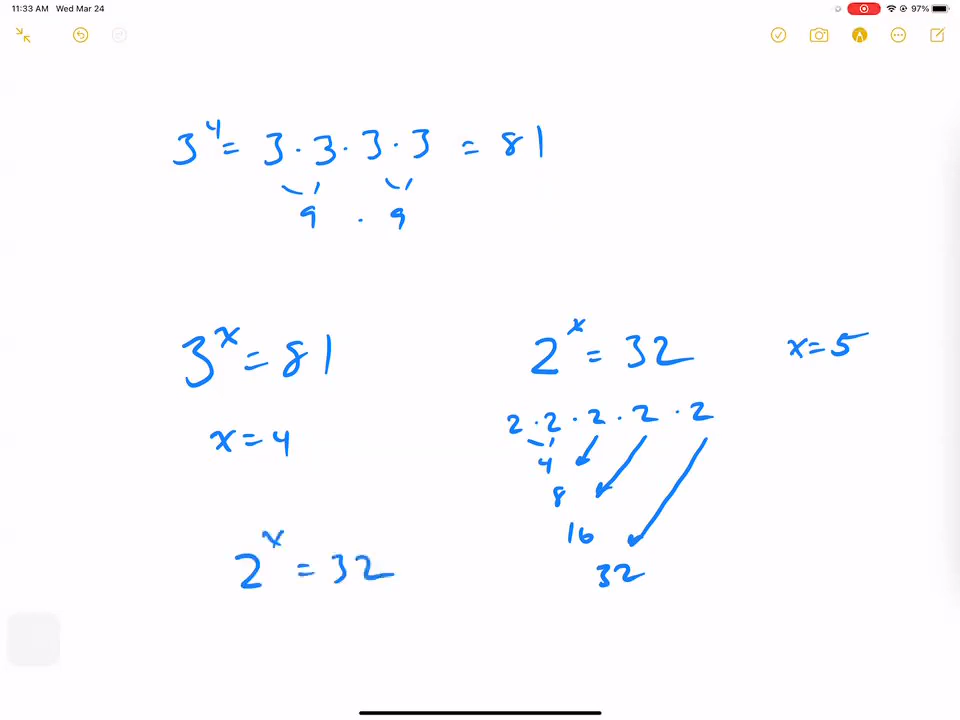 11:33 AM Wed Mar 24 97%
3⁴ = 3 · 3 · 3 · 3 = 81
9 · 9
3ˣ = 81
x = 4
2ˣ = 32
2ˣ = 32 x = 5
2 · 2 · 2 · 2 · 2
4
8
16
32